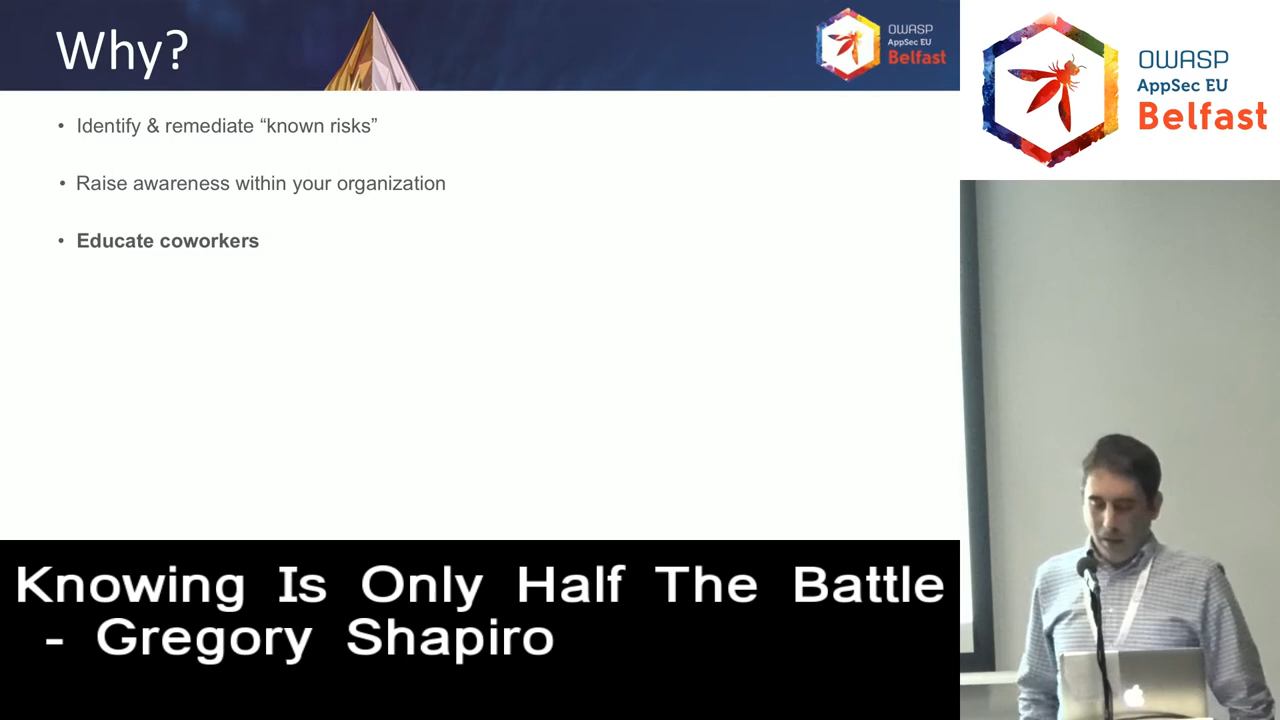 Why?
OWASP
AppSec EU
Belfast
OWASP
AppSec EU
Belfast
• Identify & remediate “known risks”
• Raise awareness within your organization
• Educate coworkers
Knowing Is Only Half The Battle
- Gregory Shapiro